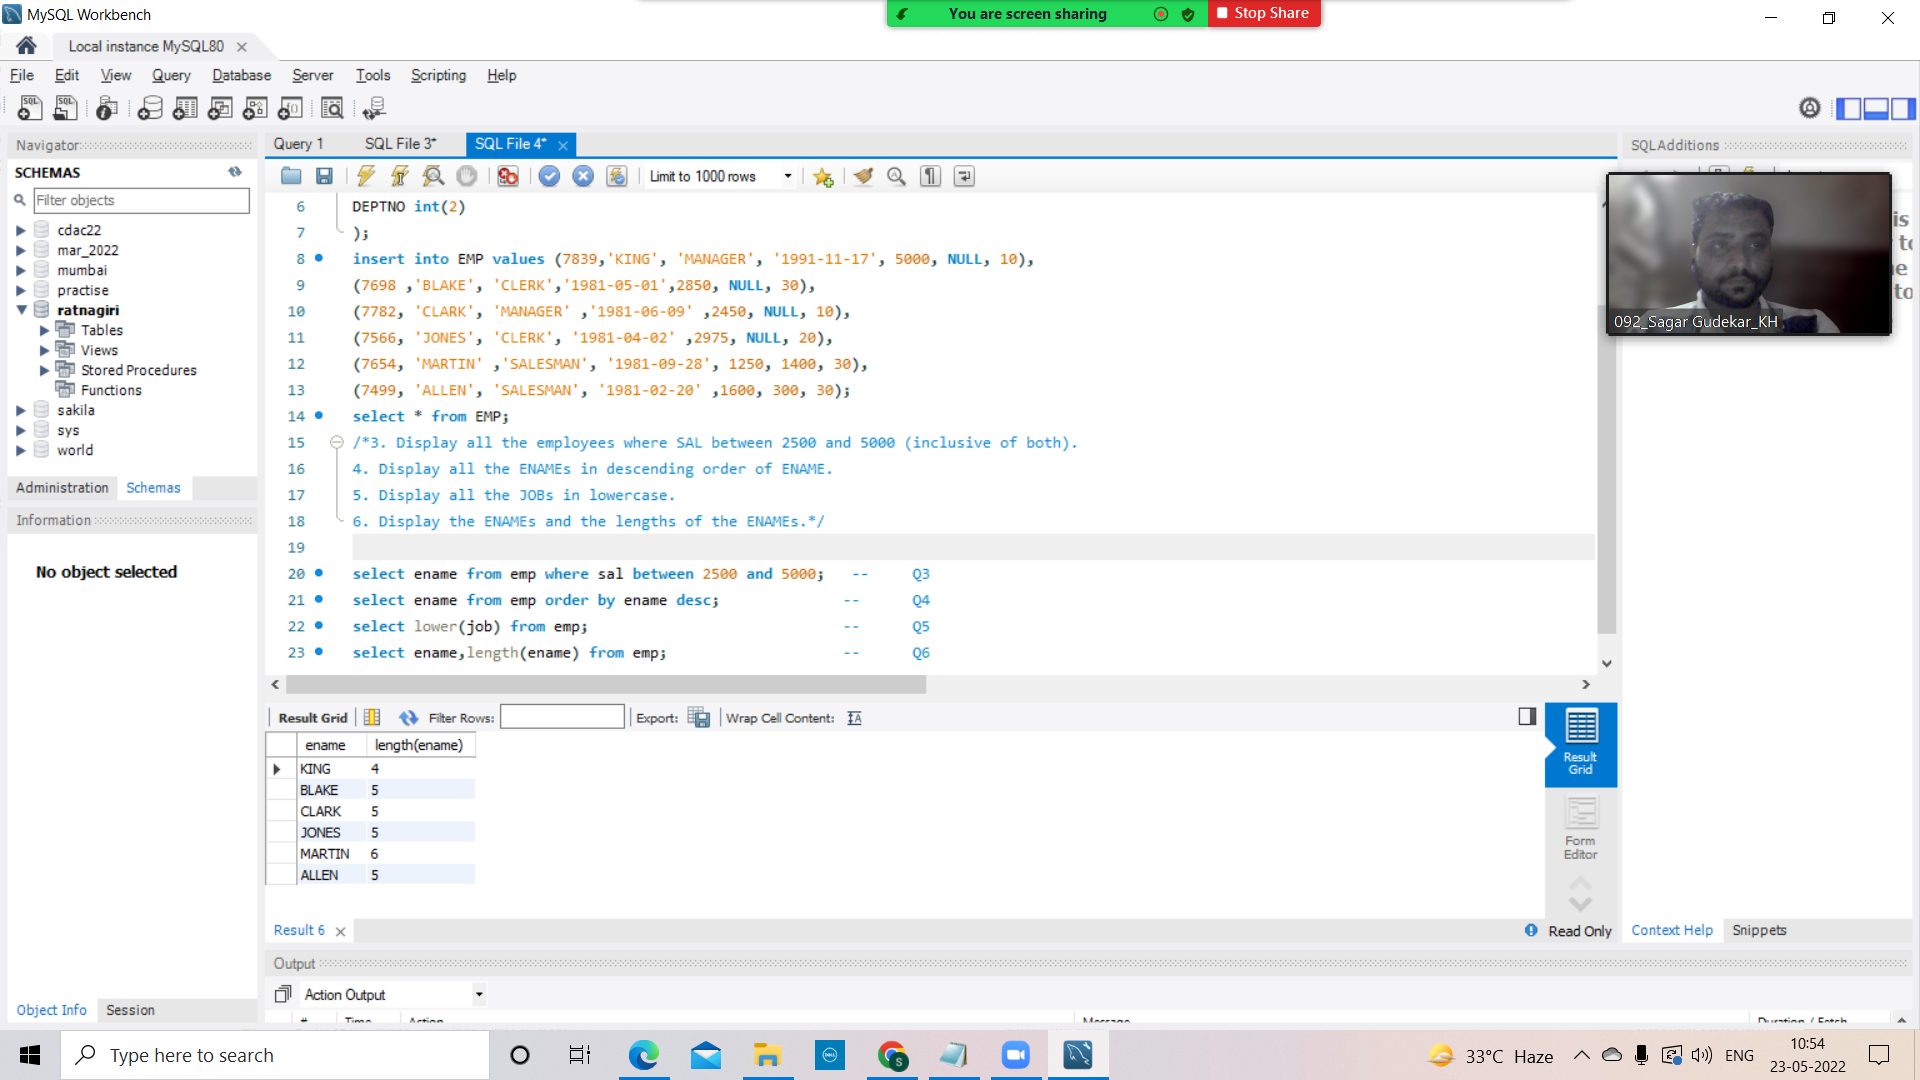 MySQL Workbench
You are screen sharing
Stop Share
Local instance MySQL80
File Edit View Query Database Server Tools Scripting Help
Navigator
SCHEMAS
Filter objects
cdac22
mar_2022
mumbai
practise
ratnagiri
Tables
Views
Stored Procedures
Functions
sakila
sys
world
Administration Schemas
Information
No object selected
Object Info Session
Query 1 SQL File 3* SQL File 4*
Limit to 1000 rows
6 DEPTNO int(2)
7 );
8 insert into EMP values (7839,'KING', 'MANAGER', '1991-11-17', 5000, NULL, 10),
9 (7698 ,'BLAKE', 'CLERK','1981-05-01',2850, NULL, 30),
10 (7782, 'CLARK', 'MANAGER' ,'1981-06-09' ,2450, NULL, 10),
11 (7566, 'JONES', 'CLERK', '1981-04-02' ,2975, NULL, 20),
12 (7654, 'MARTIN' ,'SALESMAN', '1981-09-28', 1250, 1400, 30),
13 (7499, 'ALLEN', 'SALESMAN', '1981-02-20' ,1600, 300, 30);
14 select * from EMP;
15 /*3. Display all the employees where SAL between 2500 and 5000 (inclusive of both).
16 4. Display all the ENAMEs in descending order of ENAME.
17 5. Display all the JOBs in lowercase.
18 6. Display the ENAMEs and the lengths of the ENAMEs.*/
19
20 select ename from emp where sal between 2500 and 5000; -- Q3
21 select ename from emp order by ename desc; -- Q4
22 select lower(job) from emp; -- Q5
23 select ename,length(ename) from emp; -- Q6
Result Grid Filter Rows: Export: Wrap Cell Content:
ename length(ename)
KING 4
BLAKE 5
CLARK 5
JONES 5
MARTIN 6
ALLEN 5
Result Grid
Form Editor
Result 6
Read Only
Output
Action Output
# Time Action Message Duration / Fetch
SQLAdditions
092_Sagar Gudekar_KH
Context Help Snippets
Type here to search
33°C Haze
ENG
10:54
23-05-2022